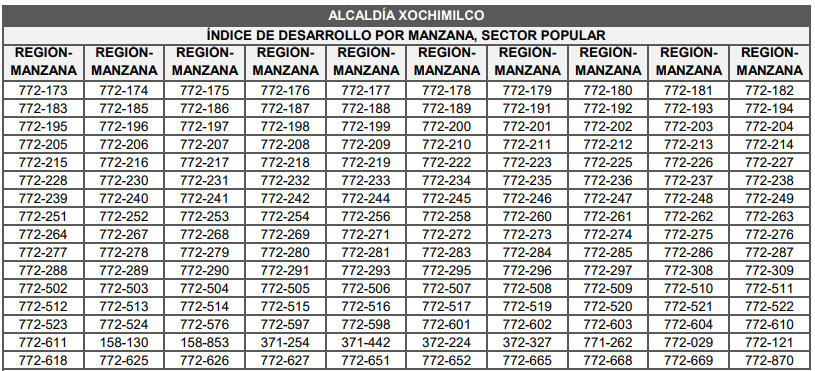 ALCALDÍA XOCHIMILCO
ÍNDICE DE DESARROLLO POR MANZANA, SECTOR POPULAR
REGIÓN- REGIÓN- REGIÓN- REGIÓN- REGIÓN- REGIÓN- REGIÓN- REGIÓN- REGIÓN- REGIÓN-
MANZANA MANZANA MANZANA MANZANA MANZANA MANZANA MANZANA MANZANA MANZANA MANZANA
772-173 772-174 772-175 772-176 772-177 772-178 772-179 772-180 772-181 772-182
772-183 772-185 772-186 772-187 772-188 772-189 772-191 772-192 772-193 772-194
772-195 772-196 772-197 772-198 772-199 772-200 772-201 772-202 772-203 772-204
772-205 772-206 772-207 772-208 772-209 772-210 772-211 772-212 772-213 772-214
772-215 772-216 772-217 772-218 772-219 772-222 772-223 772-225 772-226 772-227
772-228 772-230 772-231 772-232 772-233 772-234 772-235 772-236 772-237 772-238
772-239 772-240 772-241 772-242 772-244 772-245 772-246 772-247 772-248 772-249
772-251 772-252 772-253 772-254 772-256 772-258 772-260 772-261 772-262 772-263
772-264 772-267 772-268 772-269 772-271 772-272 772-273 772-274 772-275 772-276
772-277 772-278 772-279 772-280 772-281 772-283 772-284 772-285 772-286 772-287
772-288 772-289 772-290 772-291 772-293 772-295 772-296 772-297 772-308 772-309
772-502 772-503 772-504 772-505 772-506 772-507 772-508 772-509 772-510 772-511
772-512 772-513 772-514 772-515 772-516 772-517 772-519 772-520 772-521 772-522
772-523 772-524 772-576 772-597 772-598 772-601 772-602 772-603 772-604 772-610
772-611 158-130 158-853 371-254 371-442 372-224 372-327 771-262 772-029 772-121
772-618 772-625 772-626 772-627 772-651 772-652 772-665 772-668 772-669 772-870